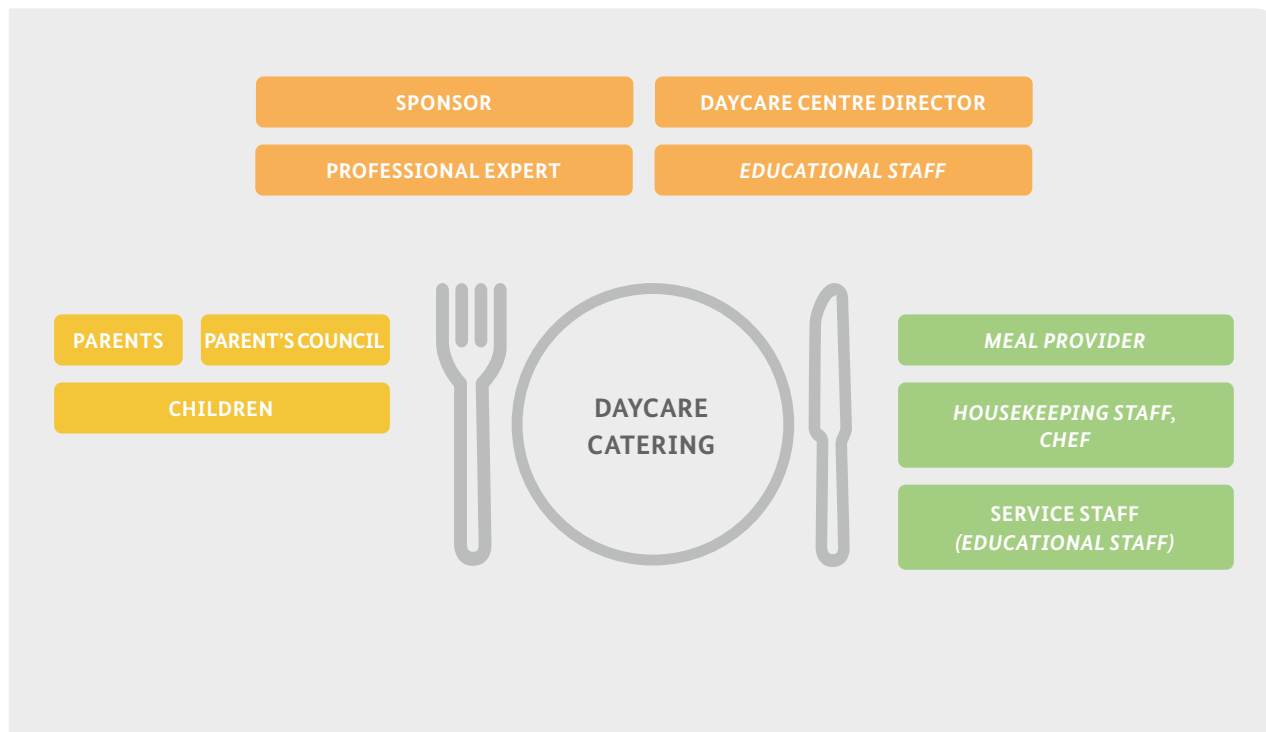 SPONSOR
DAYCARE CENTRE DIRECTOR
PROFESSIONAL EXPERT
EDUCATIONAL STAFF
PARENTS
PARENT'S COUNCIL
CHILDREN
DAYCARE
CATERING
MEAL PROVIDER
HOUSEKEEPING STAFF,
CHEF
SERVICE STAFF
(EDUCATIONAL STAFF)